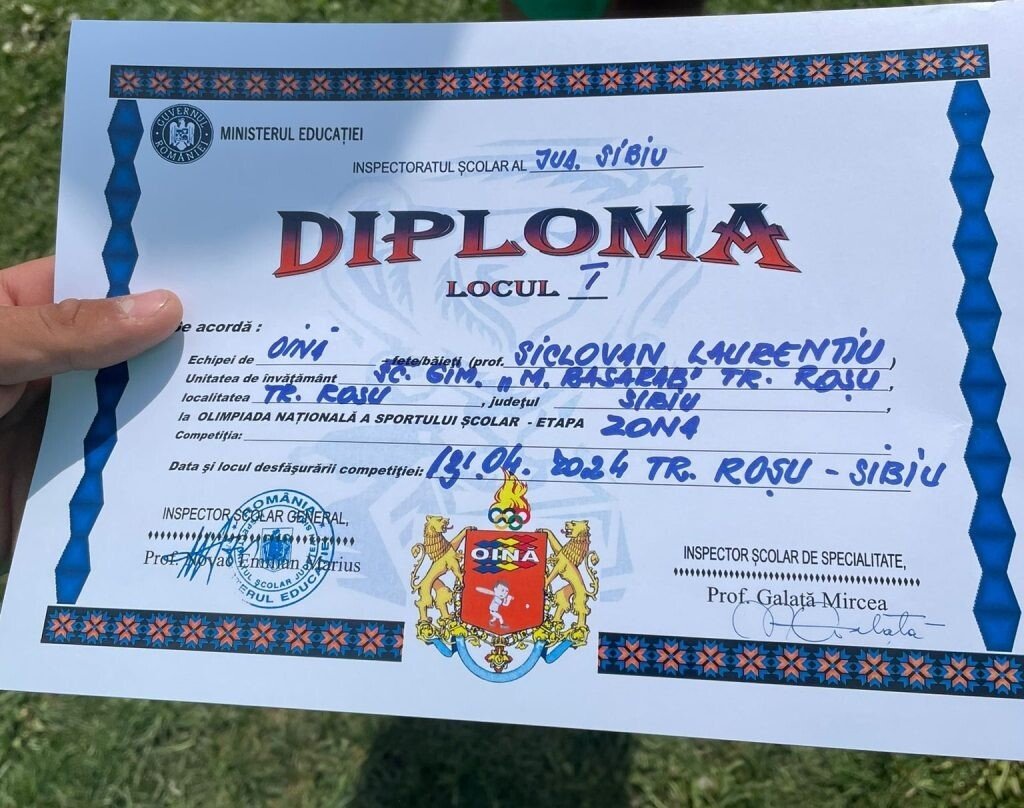 GUVERNUL ROMÂNIEI
MINISTERUL EDUCAȚIEI
INSPECTORATUL ȘCOLAR AL JUD. SIBIU
DIPLOMA
LOCUL I
Se acordă :
Echipei de OINĂ fete/băieți (prof. SICLOVAN LAURENȚIU,
Unitatea de învățământ ȘC. GIM. „M. BASARAB" TR. ROȘU,
localitatea TR. ROȘU, județul SIBIU,
la OLIMPIADA NAȚIONALĂ A SPORTULUI ȘCOLAR - ETAPA ZONĂ
Competiția:
Data și locul desfășurării competiției: 04.2024 TR. ROȘU - SIBIU
INSPECTOR ȘCOLAR GENERAL,
Prof. Novac Emilian Marius
ROMÂNIA
OINĂ
INSPECTOR ȘCOLAR DE SPECIALITATE,
Prof. Galață Mircea